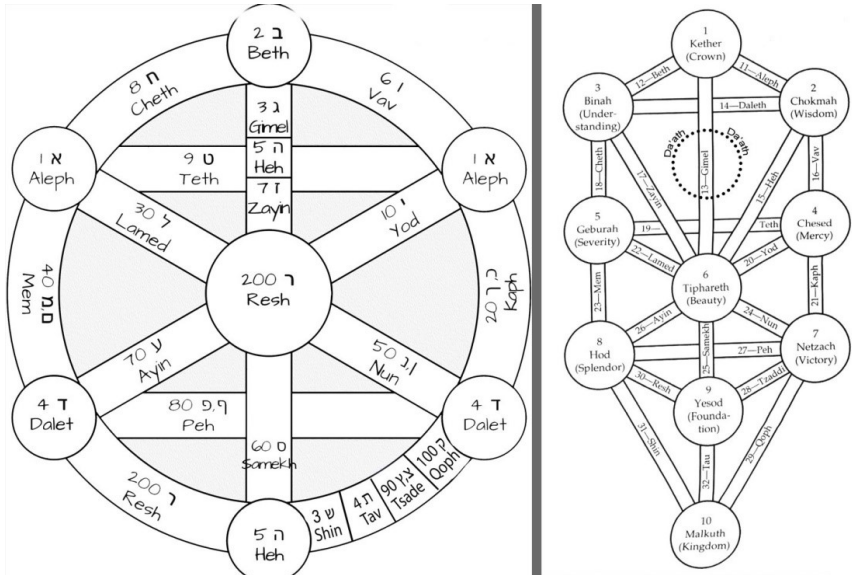 2 ב
Beth
8 ח
Cheth
6 ו
Vav
3 ג
Gimel
5 ה
Heh
7 ז
Zayin
9 ט
Teth
1 א
Aleph
1 א
Aleph
30 ל
Lamed
10 י
Yod
40 מ,ם
Mem
200 ר
Resh
20 כ,ך
Kaph
70 ע
Ayin
50 נ,ן
Nun
4 ד
Dalet
80 פ,ף
Peh
4 ד
Dalet
60 ס
Samekh
200 ר
Resh
5 ה
Heh
3 ש
Shin
4 ת
Tav
90 צ,ץ
Tsade
100 ק
Qoph
1
Kether
(Crown)
12—Beth
11—Aleph
3
Binah
(Under-
standing)
14—Daleth
2
Chokmah
(Wisdom)
Da'ath
Da'ath
13—Gimel
18—Cheth
17—Zayin
15—Heh
16—Vav
5
Geburah
(Severity)
19—
Teth
4
Chesed
(Mercy)
22—Lamed
20—Yod
6
Tiphareth
(Beauty)
23—Mem
21—Kaph
26—Ayin
24—Nun
25—Samekh
8
Hod
(Splendor)
27—Peh
7
Netzach
(Victory)
30—Resh
28—Tzaddi
9
Yesod
(Founda-
tion)
31—Shin
32—Tau
29—Qoph
10
Malkuth
(Kingdom)